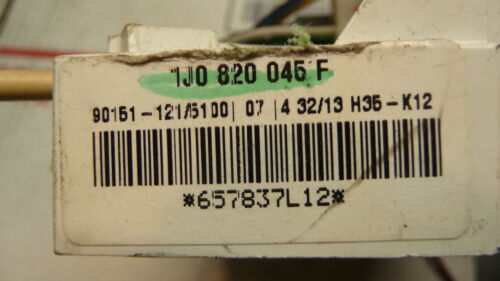 1J0 820 045 F
90151-121/5100| 07 |4 32/13 H35-K12
*657837L12*